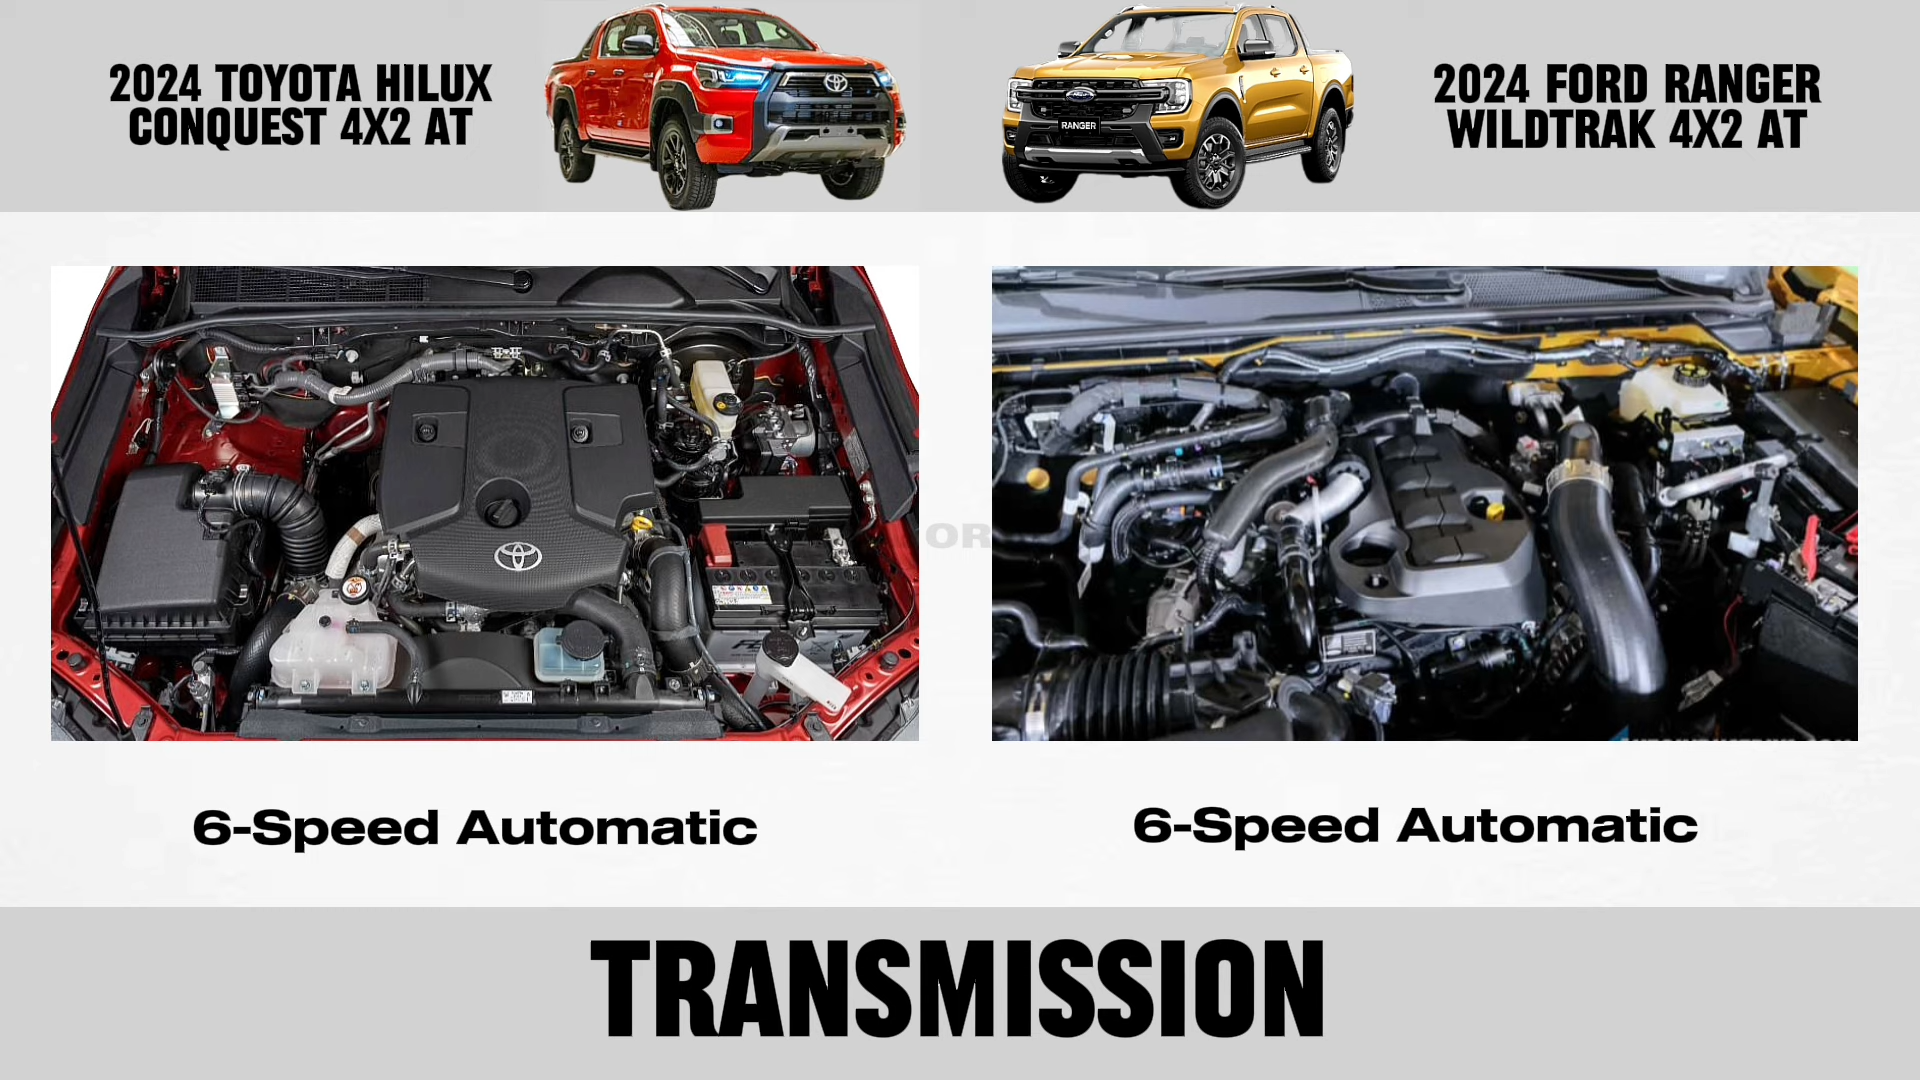 2024 TOYOTA HILUX
CONQUEST 4X2 AT
2024 FORD RANGER
WILDTRAK 4X2 AT
RANGER
OR
6-Speed Automatic
6-Speed Automatic
TRANSMISSION